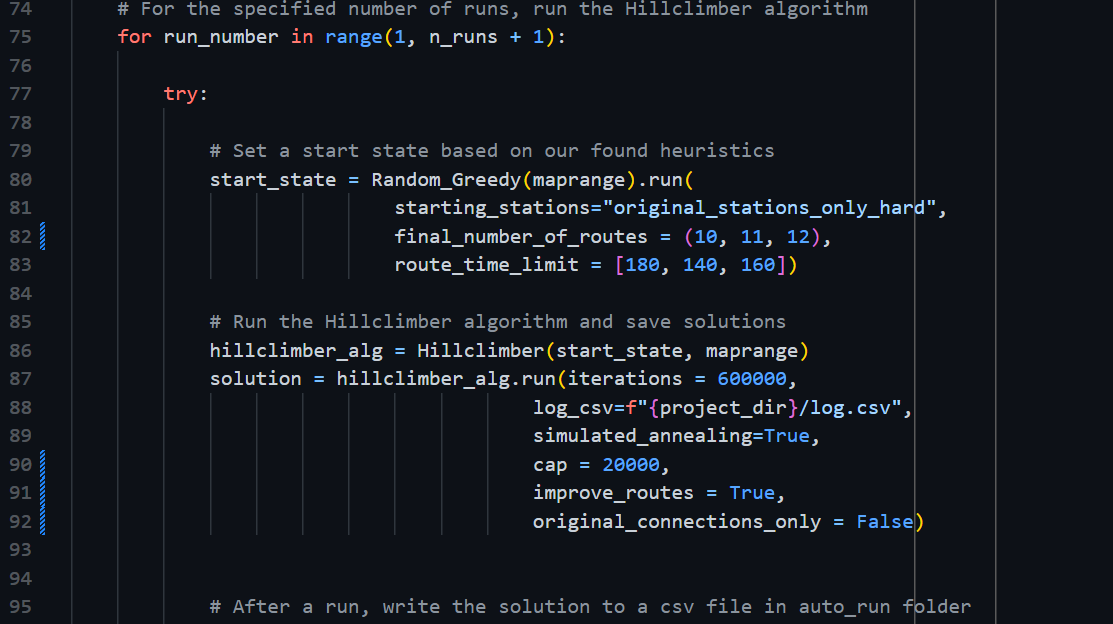 74 # For the specified number of runs, run the Hillclimber algorithm
75 for run_number in range(1, n_runs + 1):
76
77 try:
78
79 # Set a start state based on our found heuristics
80 start_state = Random_Greedy(maprange).run(
81 starting_stations="original_stations_only_hard",
82 final_number_of_routes = (10, 11, 12),
83 route_time_limit = [180, 140, 160])
84
85 # Run the Hillclimber algorithm and save solutions
86 hillclimber_alg = Hillclimber(start_state, maprange)
87 solution = hillclimber_alg.run(iterations = 600000,
88 log_csv=f"{project_dir}/log.csv",
89 simulated_annealing=True,
90 cap = 20000,
91 improve_routes = True,
92 original_connections_only = False)
93
94
95 # After a run, write the solution to a csv file in auto_run folder